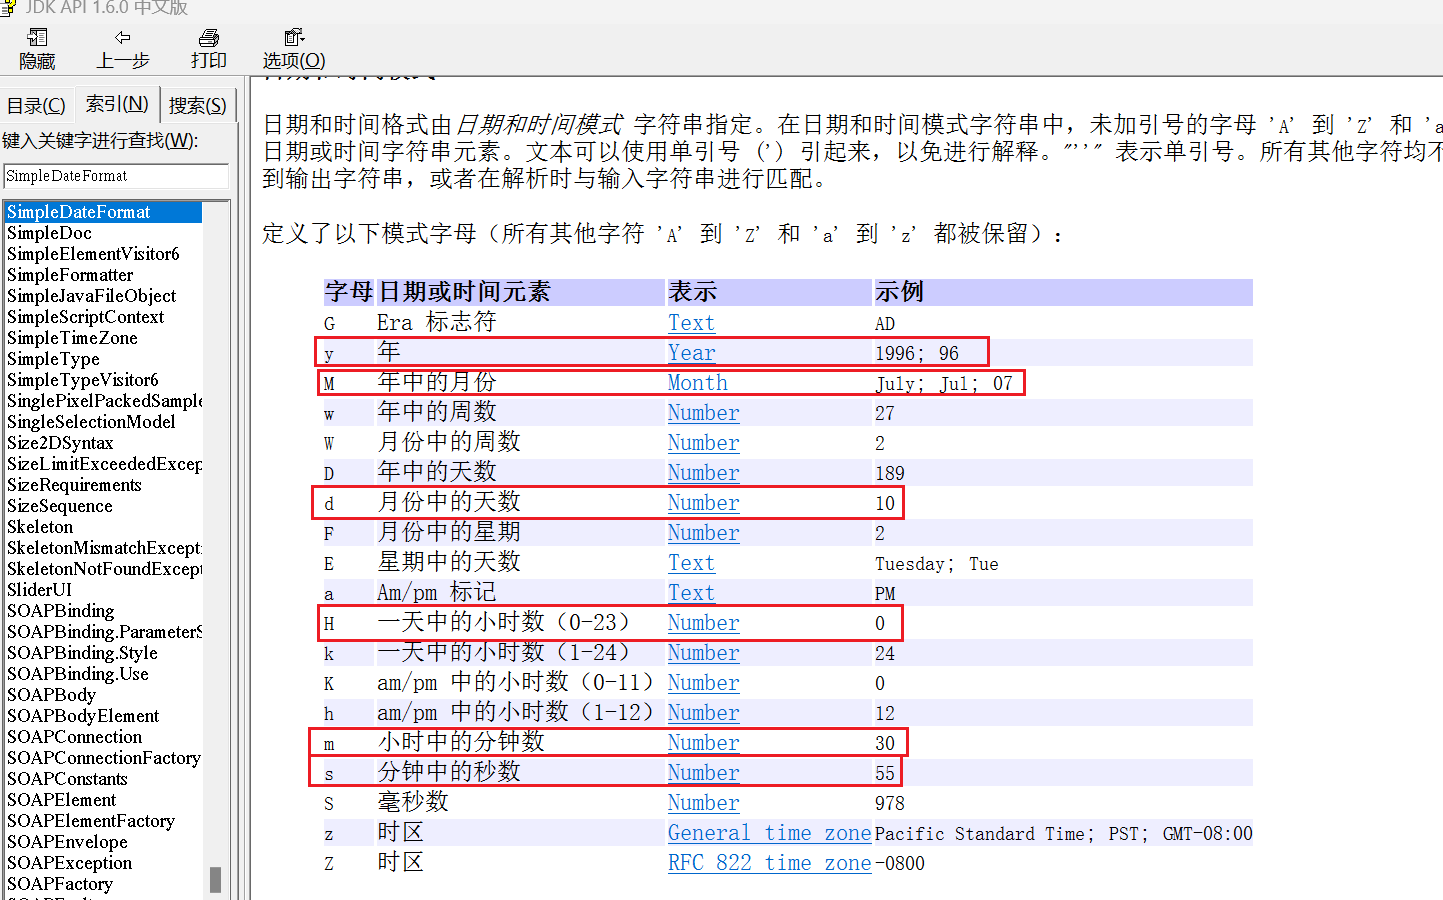 JDK API 1.6.0 中文版
隐藏 上一步 打印 选项(O)
目录(C) 索引(N) 搜索(S)
键入关键字进行查找(W):
SimpleDateFormat
SimpleDateFormat
SimpleDoc
SimpleElementVisitor6
SimpleFormatter
SimpleJavaFileObject
SimpleScriptContext
SimpleTimeZone
SimpleType
SimpleTypeVisitor6
SinglePixelPackedSample
SingleSelectionModel
Size2DSyntax
SizeLimitExceededExcep
SizeRequirements
SizeSequence
Skeleton
SkeletonMismatchExcept
SkeletonNotFoundExcept
SliderUI
SOAPBinding
SOAPBinding.ParameterS
SOAPBinding.Style
SOAPBinding.Use
SOAPBody
SOAPBodyElement
SOAPConnection
SOAPConnectionFactory
SOAPConstants
SOAPElement
SOAPElementFactory
SOAPEnvelope
SOAPException
SOAPFactory
日期和时间格式由日期和时间模式 字符串指定。在日期和时间模式字符串中，未加引号的字母 'A' 到 'Z' 和 'a
日期或时间字符串元素。文本可以使用单引号 (') 引起来，以免进行解释。"''" 表示单引号。所有其他字符均不
到输出字符串，或者在解析时与输入字符串进行匹配。
定义了以下模式字母（所有其他字符 'A' 到 'Z' 和 'a' 到 'z' 都被保留）：
字母 日期或时间元素 表示 示例
G Era 标志符 Text AD
y 年 Year 1996; 96
M 年中的月份 Month July; Jul; 07
w 年中的周数 Number 27
W 月份中的周数 Number 2
D 年中的天数 Number 189
d 月份中的天数 Number 10
F 月份中的星期 Number 2
E 星期中的天数 Text Tuesday; Tue
a Am/pm 标记 Text PM
H 一天中的小时数（0-23） Number 0
k 一天中的小时数（1-24） Number 24
K am/pm 中的小时数（0-11） Number 0
h am/pm 中的小时数（1-12） Number 12
m 小时中的分钟数 Number 30
s 分钟中的秒数 Number 55
S 毫秒数 Number 978
z 时区 General time zone Pacific Standard Time; PST; GMT-08:00
Z 时区 RFC 822 time zone -0800